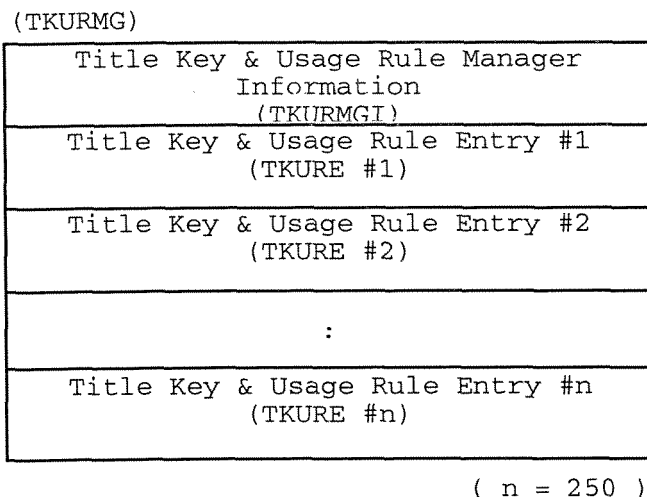 (TKURMG)
Title Key & Usage Rule Manager
Information
(TKURMGI)
Title Key & Usage Rule Entry #1
(TKURE #1)
Title Key & Usage Rule Entry #2
(TKURE #2)
:
Title Key & Usage Rule Entry #n
(TKURE #n)
( n = 250 )